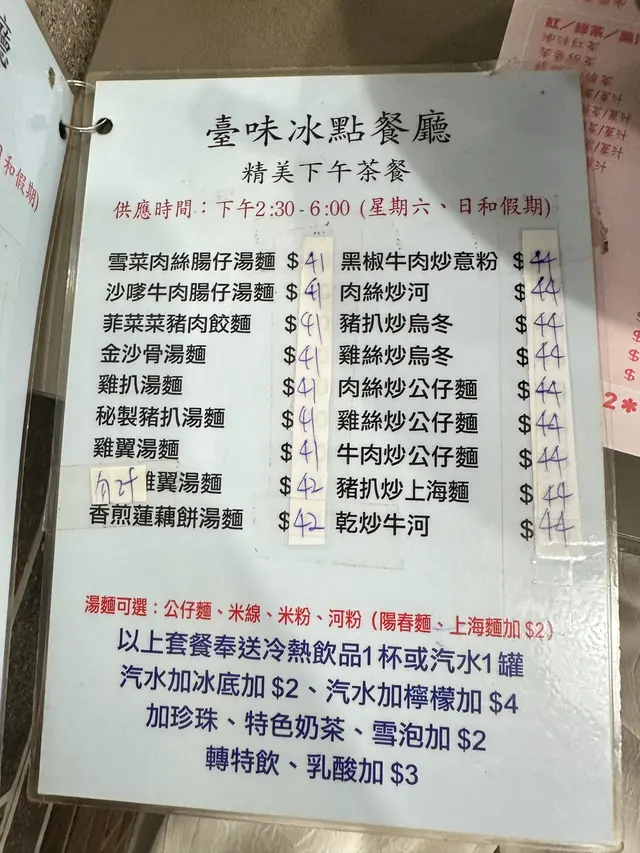 臺味冰點餐廳
精美下午茶餐
供應時間：下午2:30-6:00 (星期六、日和假期)
雪菜肉絲腸仔湯麵 $41
沙嗲牛肉腸仔湯麵 $41
菲菜菜豬肉餃麵 $41
金沙骨湯麵 $41
雞扒湯麵 $41
秘製豬扒湯麵 $41
雞翼湯麵 $41
雞翼湯麵 $42
香煎蓮藕餅湯麵 $42
黑椒牛肉炒意粉 $44
肉絲炒河 $44
豬扒炒烏冬 $44
雞絲炒烏冬 $44
肉絲炒公仔麵 $44
雞絲炒公仔麵 $44
牛肉炒公仔麵 $44
豬扒炒上海麵 $44
乾炒牛河 $44
湯麵可選：公仔麵、米線、米粉、河粉（陽春麵、上海麵加 $2）
以上套餐奉送冷熱飲品1杯或汽水1罐
汽水加冰底加 $2、汽水加檸檬加 $4
加珍珠、特色奶茶、雪泡加 $2
轉特飲、乳酸加 $3
廳
日和假期)
紅／綠茶／
2*